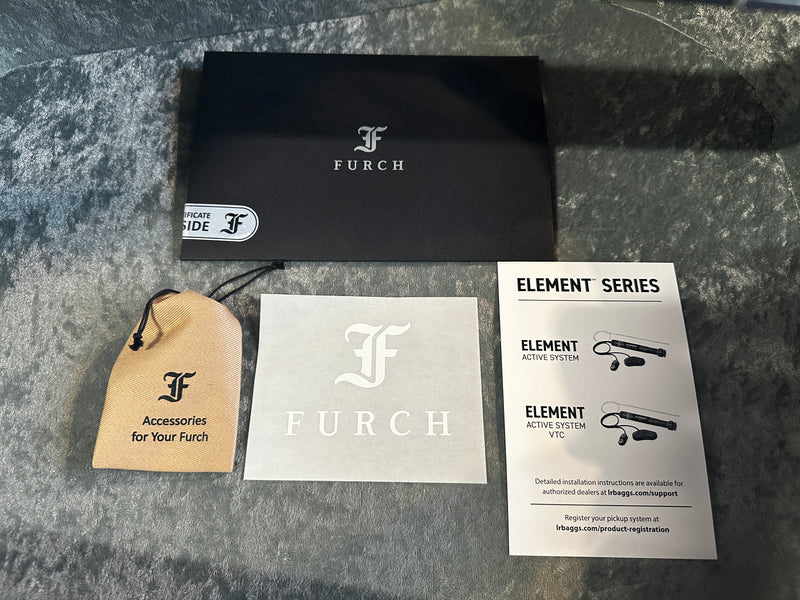 F
FURCH
SIDE
F
F
Accessories
for Your Furch
F
FURCH
ELEMENT™ SERIES
ELEMENT
ACTIVE SYSTEM
ELEMENT
ACTIVE SYSTEM
VTC
Detailed installation instructions are available for
authorized dealers at lrbaggs.com/support
Register your pickup system at
lrbaggs.com/product-registration